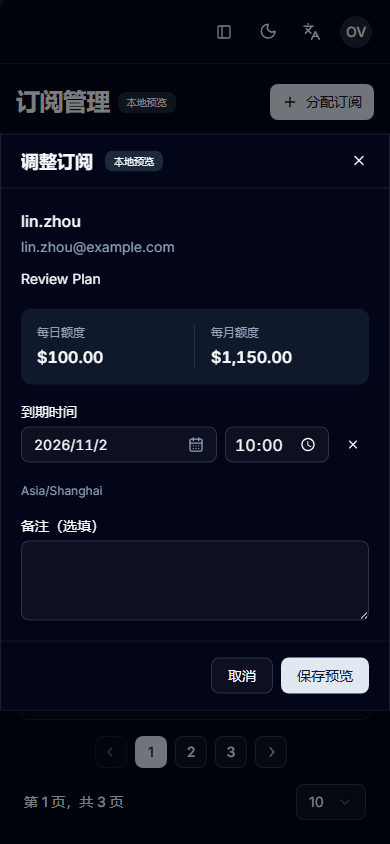 OV
订阅管理 本地预览 分配订阅
调整订阅 本地预览
lin.zhou
lin.zhou@example.com
Review Plan
每日额度 每月额度
$100.00 $1,150.00
到期时间
2026/11/2 10:00
Asia/Shanghai
备注（选填）
取消 保存预览
1 2 3
第 1 页，共 3 页 10